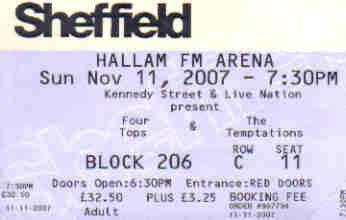 Sheffield
HALLAM FM ARENA
Sun Nov 11, 2007 - 7:30PM
Kennedy Street & Live Nation
present
Four Tops & The Temptations
ROW SEAT
BLOCK 206 C 11
7:30PM Doors Open:6:30PM Entrance:RED DOORS
£32.50 £32.50 PLUS £3.25 BOOKING FEE
ORDER #997794
11-11-2007 Adult 11-11-2007